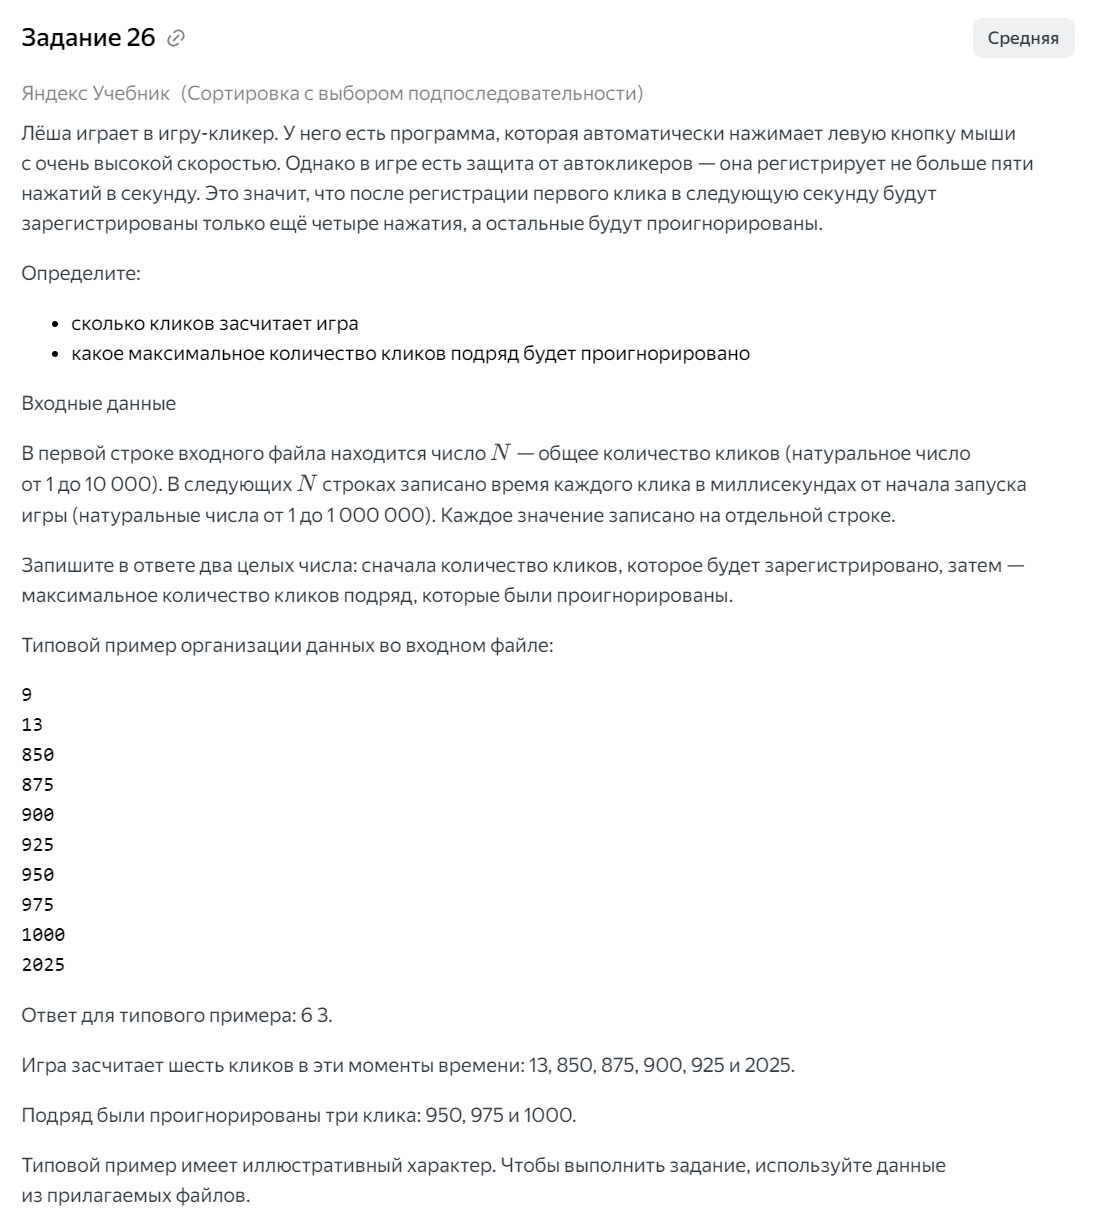 Задание 26
Средняя
Яндекс Учебник (Сортировка с выбором подпоследовательности)
Лёша играет в игру-кликер. У него есть программа, которая автоматически нажимает левую кнопку мыши
с очень высокой скоростью. Однако в игре есть защита от автокликеров — она регистрирует не больше пяти
нажатий в секунду. Это значит, что после регистрации первого клика в следующую секунду будут
зарегистрированы только ещё четыре нажатия, а остальные будут проигнорированы.
Определите:
• сколько кликов засчитает игра
• какое максимальное количество кликов подряд будет проигнорировано
Входные данные
В первой строке входного файла находится число N — общее количество кликов (натуральное число
от 1 до 10 000). В следующих N строках записано время каждого клика в миллисекундах от начала запуска
игры (натуральные числа от 1 до 1 000 000). Каждое значение записано на отдельной строке.
Запишите в ответе два целых числа: сначала количество кликов, которое будет зарегистрировано, затем —
максимальное количество кликов подряд, которые были проигнорированы.
Типовой пример организации данных во входном файле:
9
13
850
875
900
925
950
975
1000
2025
Ответ для типового примера: 6 3.
Игра засчитает шесть кликов в эти моменты времени: 13, 850, 875, 900, 925 и 2025.
Подряд были проигнорированы три клика: 950, 975 и 1000.
Типовой пример имеет иллюстративный характер. Чтобы выполнить задание, используйте данные
из прилагаемых файлов.